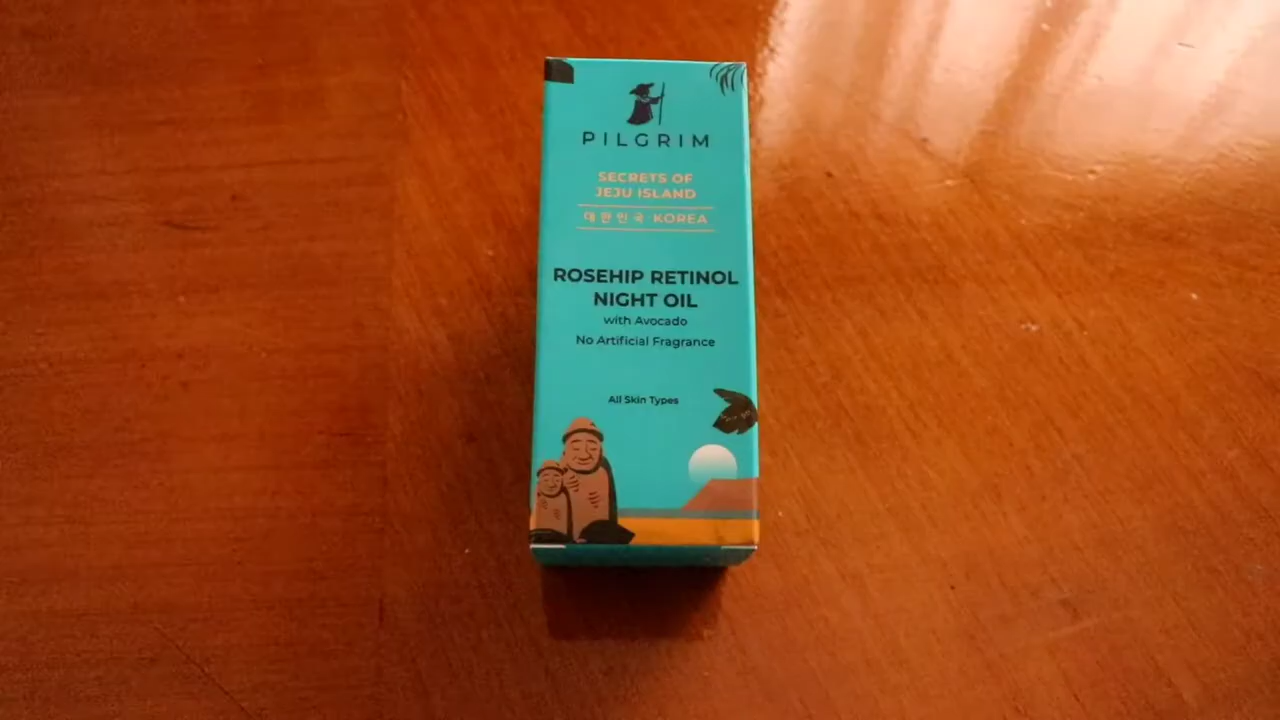 PILGRIM
SECRETS OF
JEJU ISLAND
대한민국 KOREA
ROSEHIP RETINOL
NIGHT OIL
with Avocado
No Artificial Fragrance
All Skin Types